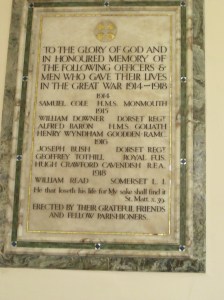 TO THE GLORY OF GOD AND
IN HONOURED MEMORY OF
THE FOLLOWING OFFICERS &
MEN WHO GAVE THEIR LIVES
IN THE GREAT WAR 1914–1918
1914
SAMUEL COLE H.M.S. MONMOUTH
1915
WILLIAM DOWNER DORSET REGT
ALFRED BARON H.M.S. GOLIATH
HENRY WYNDHAM GOODDEN R.A.M.C.
1916
JOSEPH BUSH DORSET REGT
GEOFFREY TOTHILL ROYAL FUS.
HUGH CRAWFORD CAVENDISH B.E.A.
1918
WILLIAM READ SOMERSET L.I.
He that loseth his life for My sake shall find it
St. Matt. x. 39.
ERECTED BY THEIR GRATEFUL FRIENDS
AND FELLOW PARISHIONERS.